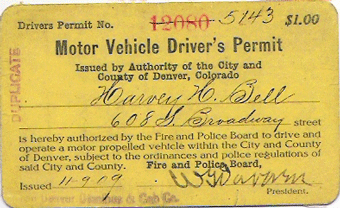 Drivers Permit No. 12080 5143 $1.00
DUPLICATE
Motor Vehicle Driver's Permit
Issued by Authority of the City and
County of Denver, Colorado
Harvey H. Bell
608 S. Broadway street
is hereby authorized by the Fire and Police Board to drive and
operate a motor propelled vehicle within the City and County
of Denver, subject to the ordinances and police regulations of
said City and County. Fire and Police Board,
Issued 11-9-19
President.